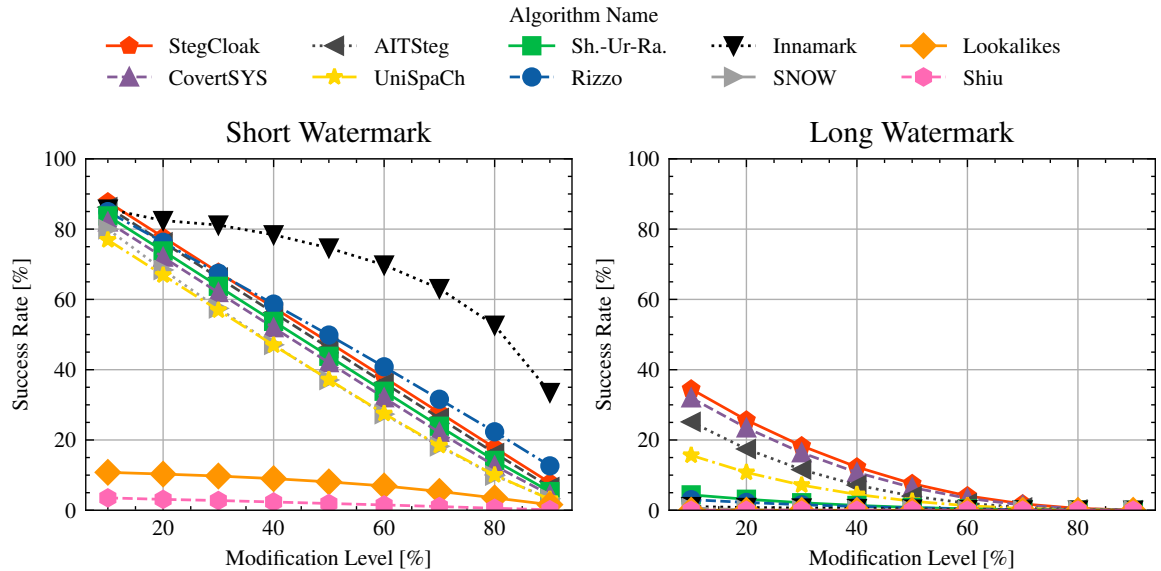 Algorithm Name
StegCloak AITSteg Sh.-Ur-Ra. Innamark Lookalikes
CovertSYS UniSpaCh Rizzo SNOW Shiu
Short Watermark Long Watermark
100 100
80 80
60 60
40 40
20 20
0 0
Success Rate [%] Success Rate [%]
20 40 60 80 20 40 60 80
Modification Level [%] Modification Level [%]